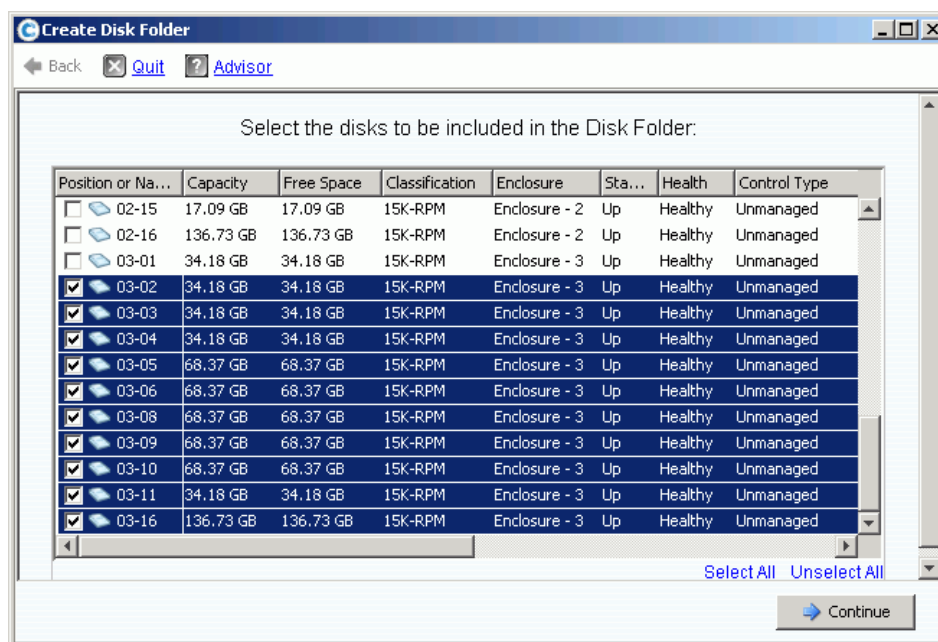 Create Disk Folder
Back Quit Advisor
Select the disks to be included in the Disk Folder:
Position or Na... Capacity Free Space Classification Enclosure Sta... Health Control Type
02-15 17.09 GB 17.09 GB 15K-RPM Enclosure - 2 Up Healthy Unmanaged
02-16 136.73 GB 136.73 GB 15K-RPM Enclosure - 2 Up Healthy Unmanaged
03-01 34.18 GB 34.18 GB 15K-RPM Enclosure - 3 Up Healthy Unmanaged
03-02 34.18 GB 34.18 GB 15K-RPM Enclosure - 3 Up Healthy Unmanaged
03-03 34.18 GB 34.18 GB 15K-RPM Enclosure - 3 Up Healthy Unmanaged
03-04 34.18 GB 34.18 GB 15K-RPM Enclosure - 3 Up Healthy Unmanaged
03-05 68.37 GB 68.37 GB 15K-RPM Enclosure - 3 Up Healthy Unmanaged
03-06 68.37 GB 68.37 GB 15K-RPM Enclosure - 3 Up Healthy Unmanaged
03-08 68.37 GB 68.37 GB 15K-RPM Enclosure - 3 Up Healthy Unmanaged
03-09 68.37 GB 68.37 GB 15K-RPM Enclosure - 3 Up Healthy Unmanaged
03-10 68.37 GB 68.37 GB 15K-RPM Enclosure - 3 Up Healthy Unmanaged
03-11 34.18 GB 34.18 GB 15K-RPM Enclosure - 3 Up Healthy Unmanaged
03-16 136.73 GB 136.73 GB 15K-RPM Enclosure - 3 Up Healthy Unmanaged
Select All Unselect All
Continue